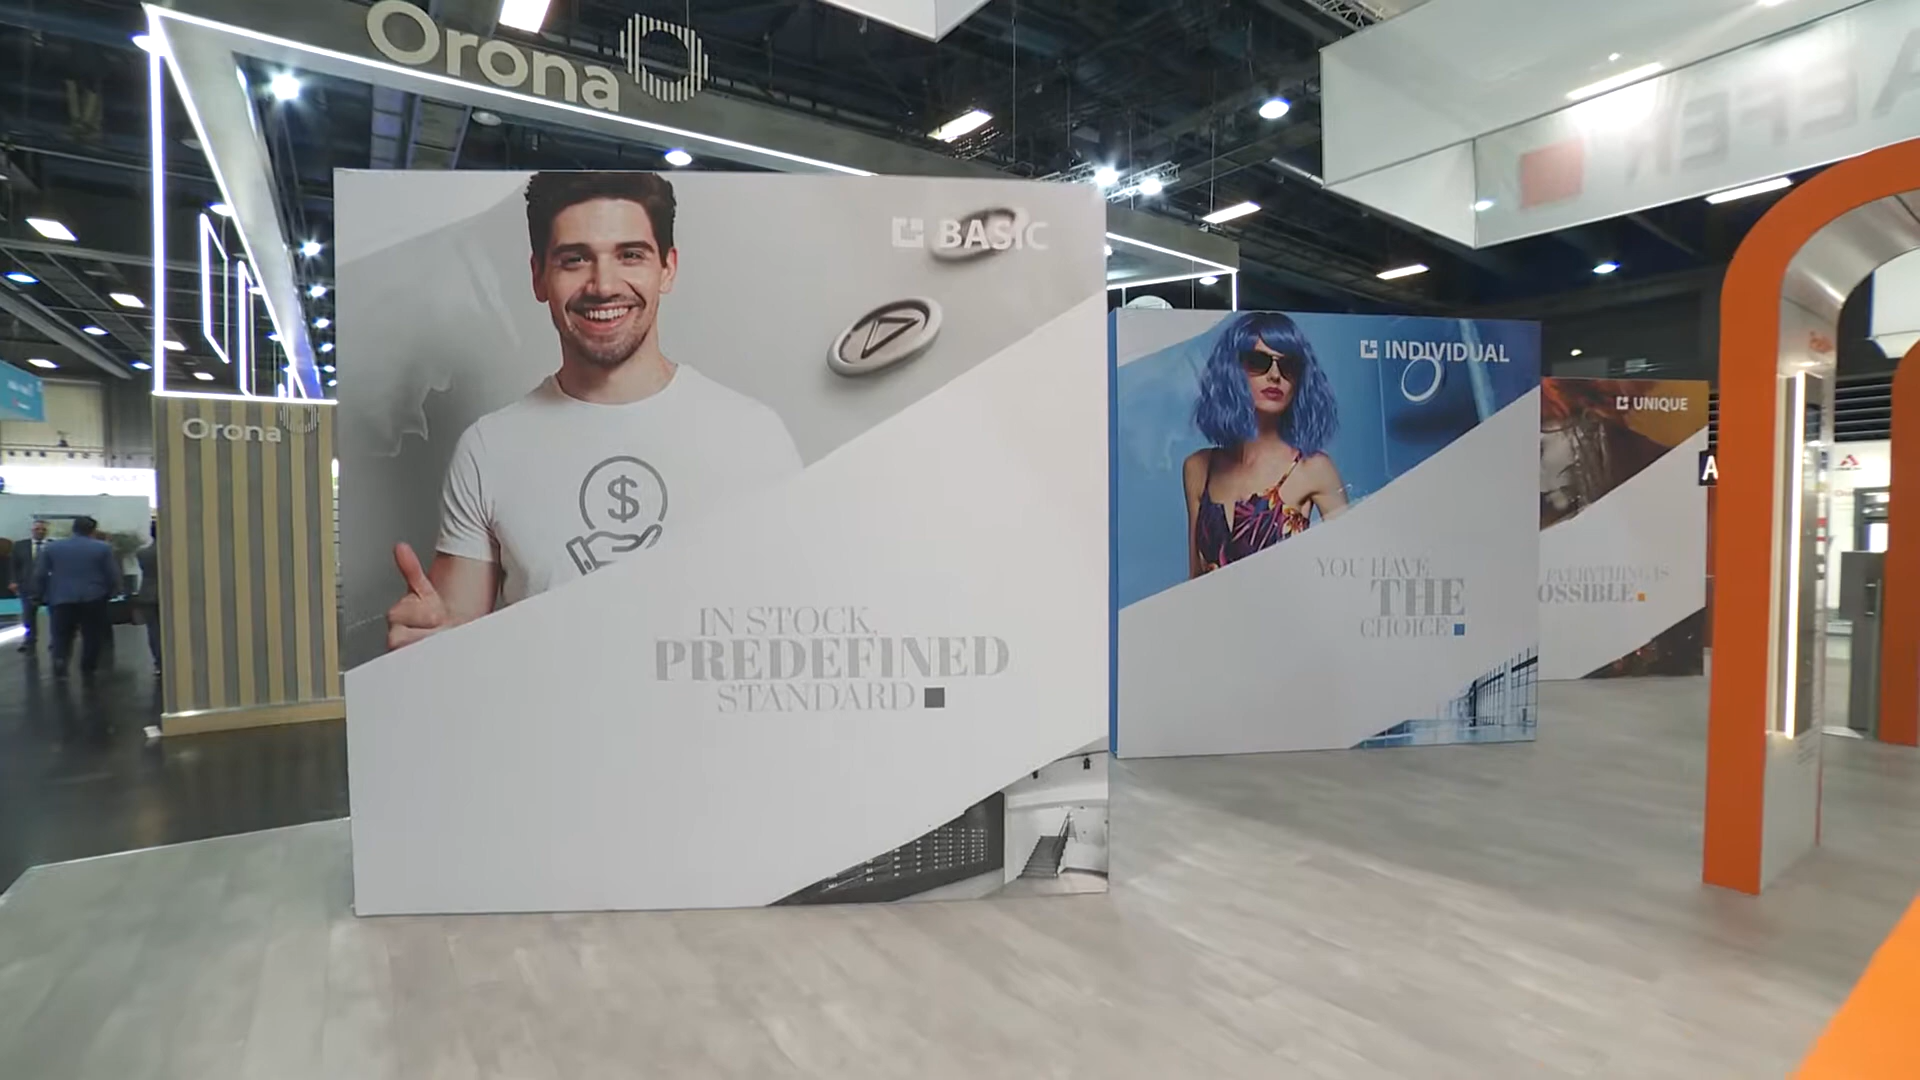 Orona
Orona
BASIC
$
IN STOCK,
PREDEFINED
STANDARD
INDIVIDUAL
YOU HAVE
THE
CHOICE
UNIQUE
EVERYTHING IS
OSSIBLE
A